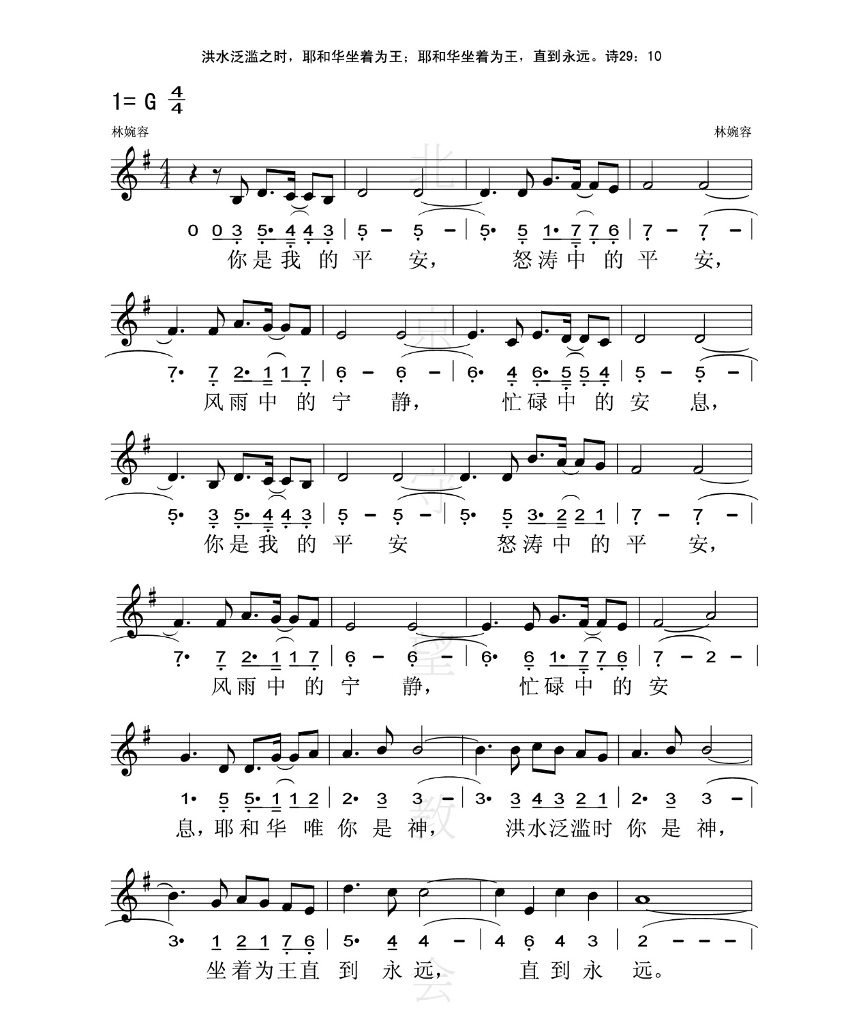 洪水泛滥之时，耶和华坐着为王；耶和华坐着为王，直到永远。诗29：10
1= G 4/4
林婉容 林婉容
0 0 3 5· 4 4 3 | 5 – 5 – | 5· 5 1· 7 7 6 | 7 – 7 – |
你是我的平安， 怒涛中的平安，
7· 7 2· 1 1 7 | 6 – 6 – | 6· 4 6· 5 5 4 | 5 – 5 – |
风雨中的宁静， 忙碌中的安息，
5· 3 5· 4 4 3 | 5 – 5 – | 5· 5 3· 2 2 1 | 7 – 7 – |
你是我的平安 怒涛中的平安，
7· 7 2· 1 1 7 | 6 – 6 – | 6· 6 1· 7 7 6 | 7 – 2 – |
风雨中的宁静， 忙碌中的安
1· 5 5· 1 1 2 | 2· 3 3 – | 3· 3 4 3 2 1 | 2· 3 3 – |
息，耶和华唯你是神， 洪水泛滥时你是神，
3· 1 2 1 7 6 | 5· 4 4 – | 4 6 4 3 | 2 – – – |
坐着为王直到永远， 直到永远。
北京守望教会